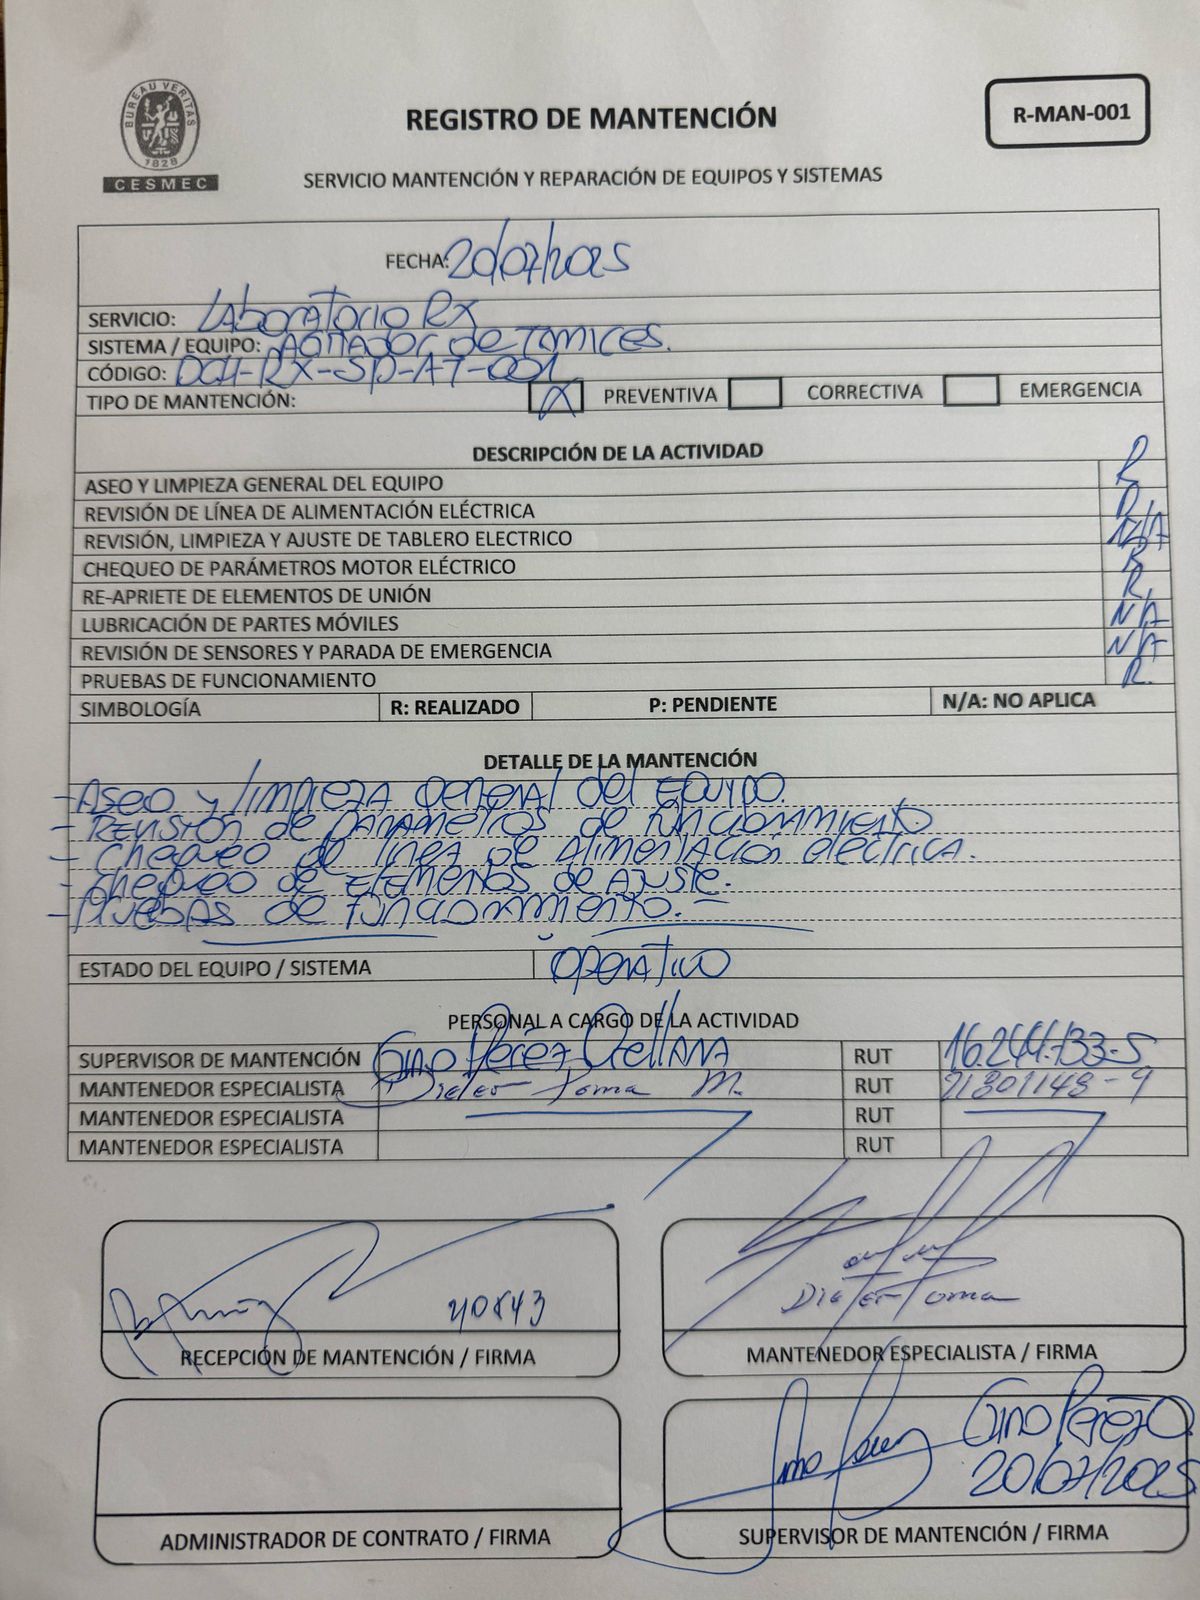 BUREAU VERITAS
1828
CESMEC
REGISTRO DE MANTENCIÓN
R-MAN-001
SERVICIO MANTENCIÓN Y REPARACIÓN DE EQUIPOS Y SISTEMAS
FECHA: 20/07/2025
SERVICIO: Laboratorio RX
SISTEMA / EQUIPO: AGITADOR de TAMICES.
CÓDIGO: DCH-RX-SP-AT-001
TIPO DE MANTENCIÓN: X PREVENTIVA CORRECTIVA EMERGENCIA
DESCRIPCIÓN DE LA ACTIVIDAD
ASEO Y LIMPIEZA GENERAL DEL EQUIPO R
REVISIÓN DE LÍNEA DE ALIMENTACIÓN ELÉCTRICA R
REVISIÓN, LIMPIEZA Y AJUSTE DE TABLERO ELECTRICO N/A
CHEQUEO DE PARÁMETROS MOTOR ELÉCTRICO R
RE-APRIETE DE ELEMENTOS DE UNIÓN R.
LUBRICACIÓN DE PARTES MÓVILES N/A
REVISIÓN DE SENSORES Y PARADA DE EMERGENCIA N/A
PRUEBAS DE FUNCIONAMIENTO R.
SIMBOLOGÍA R: REALIZADO P: PENDIENTE N/A: NO APLICA
DETALLE DE LA MANTENCIÓN
- Aseo y limpieza general del Equipo.
- Revisión de parametros de funcionamiento
- Chequeo de línea de alimentación eléctrica.
- Chequeo de Elementos de Ajuste.
- Pruebas de funcionamiento.
ESTADO DEL EQUIPO / SISTEMA OPERATIVO
PERSONAL A CARGO DE LA ACTIVIDAD
SUPERVISOR DE MANTENCIÓN Gino Pérez Orellana RUT 16.244.733-5
MANTENEDOR ESPECIALISTA Dieter Toma M. RUT 21301148-9
MANTENEDOR ESPECIALISTA RUT
MANTENEDOR ESPECIALISTA RUT
40843
RECEPCIÓN DE MANTENCIÓN / FIRMA
Dieter Toma
MANTENEDOR ESPECIALISTA / FIRMA
ADMINISTRADOR DE CONTRATO / FIRMA
Gino Pérez O.
20/07/2025
SUPERVISOR DE MANTENCIÓN / FIRMA